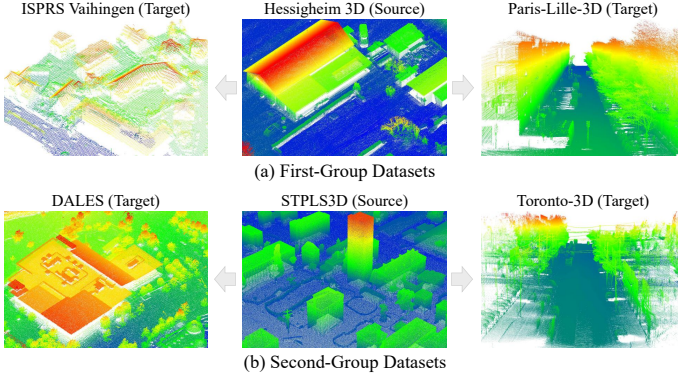 ISPRS Vaihingen (Target)
Hessigheim 3D (Source)
Paris-Lille-3D (Target)
(a) First-Group Datasets
DALES (Target)
STPLS3D (Source)
Toronto-3D (Target)
(b) Second-Group Datasets